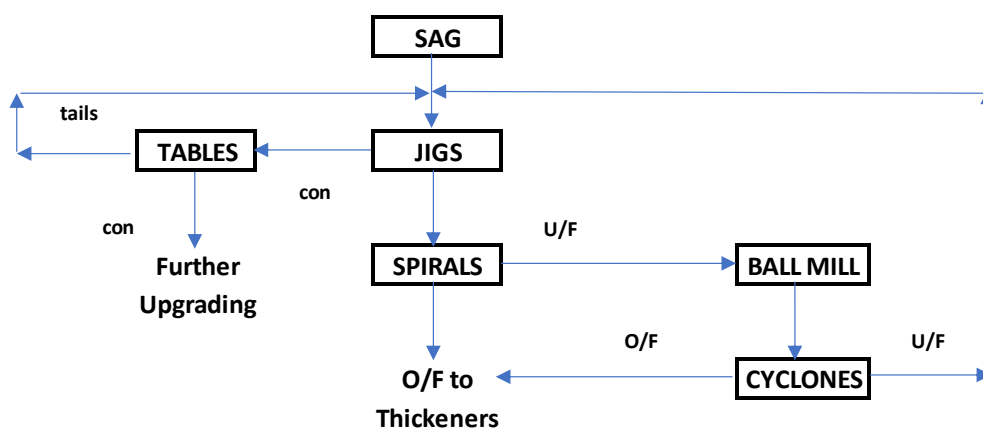 SAG
tails
TABLES
JIGS
con
con
U/F
Further
Upgrading
SPIRALS
BALL MILL
O/F
U/F
O/F to
Thickeners
CYCLONES